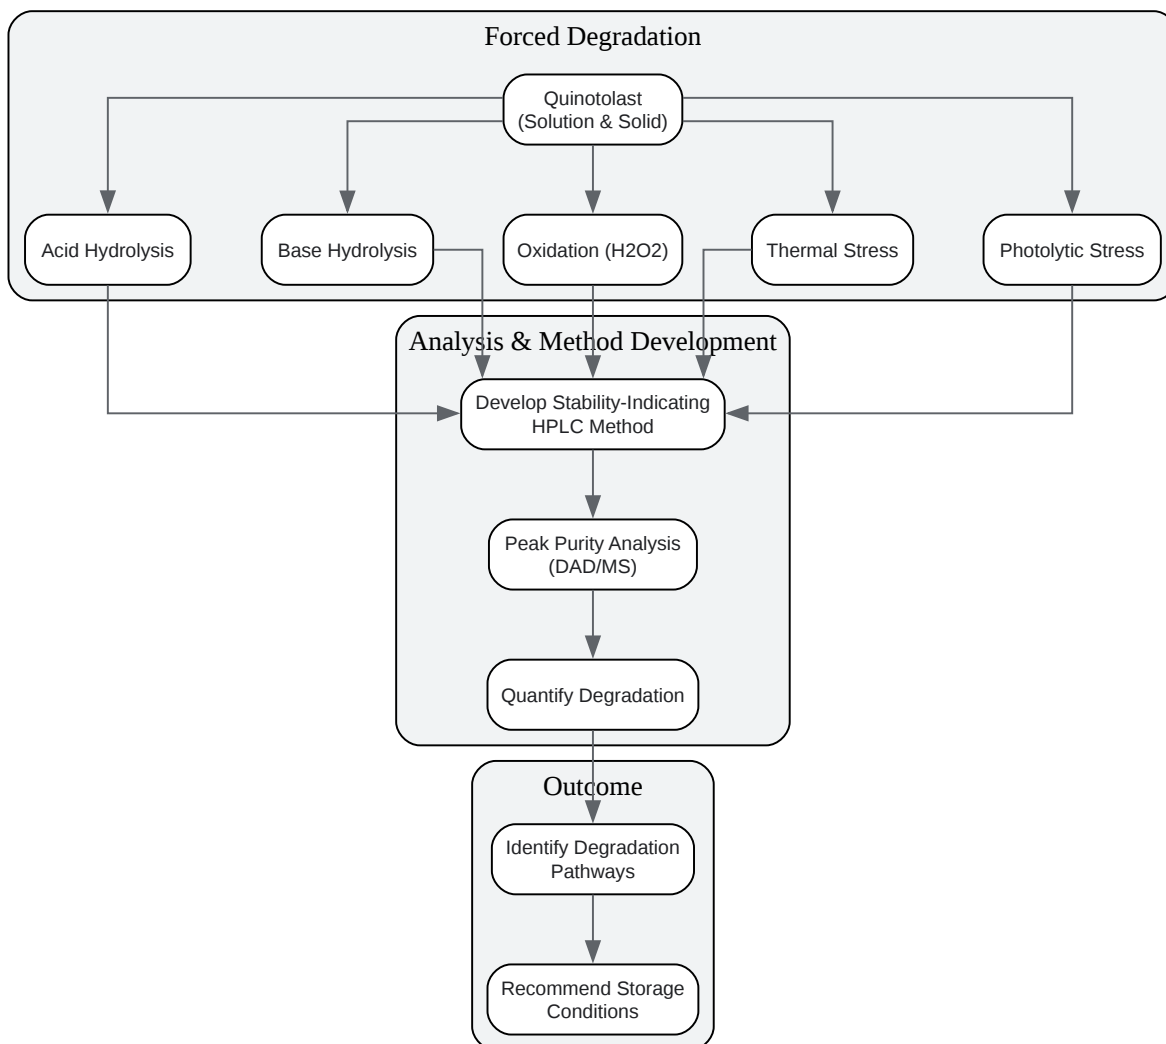 Forced Degradation
Quinotolast
(Solution & Solid)
Acid Hydrolysis
Base Hydrolysis
Oxidation (H2O2)
Thermal Stress
Photolytic Stress
Analysis & Method Development
Develop Stability-Indicating
HPLC Method
Peak Purity Analysis
(DAD/MS)
Quantify Degradation
Outcome
Identify Degradation
Pathways
Recommend Storage
Conditions